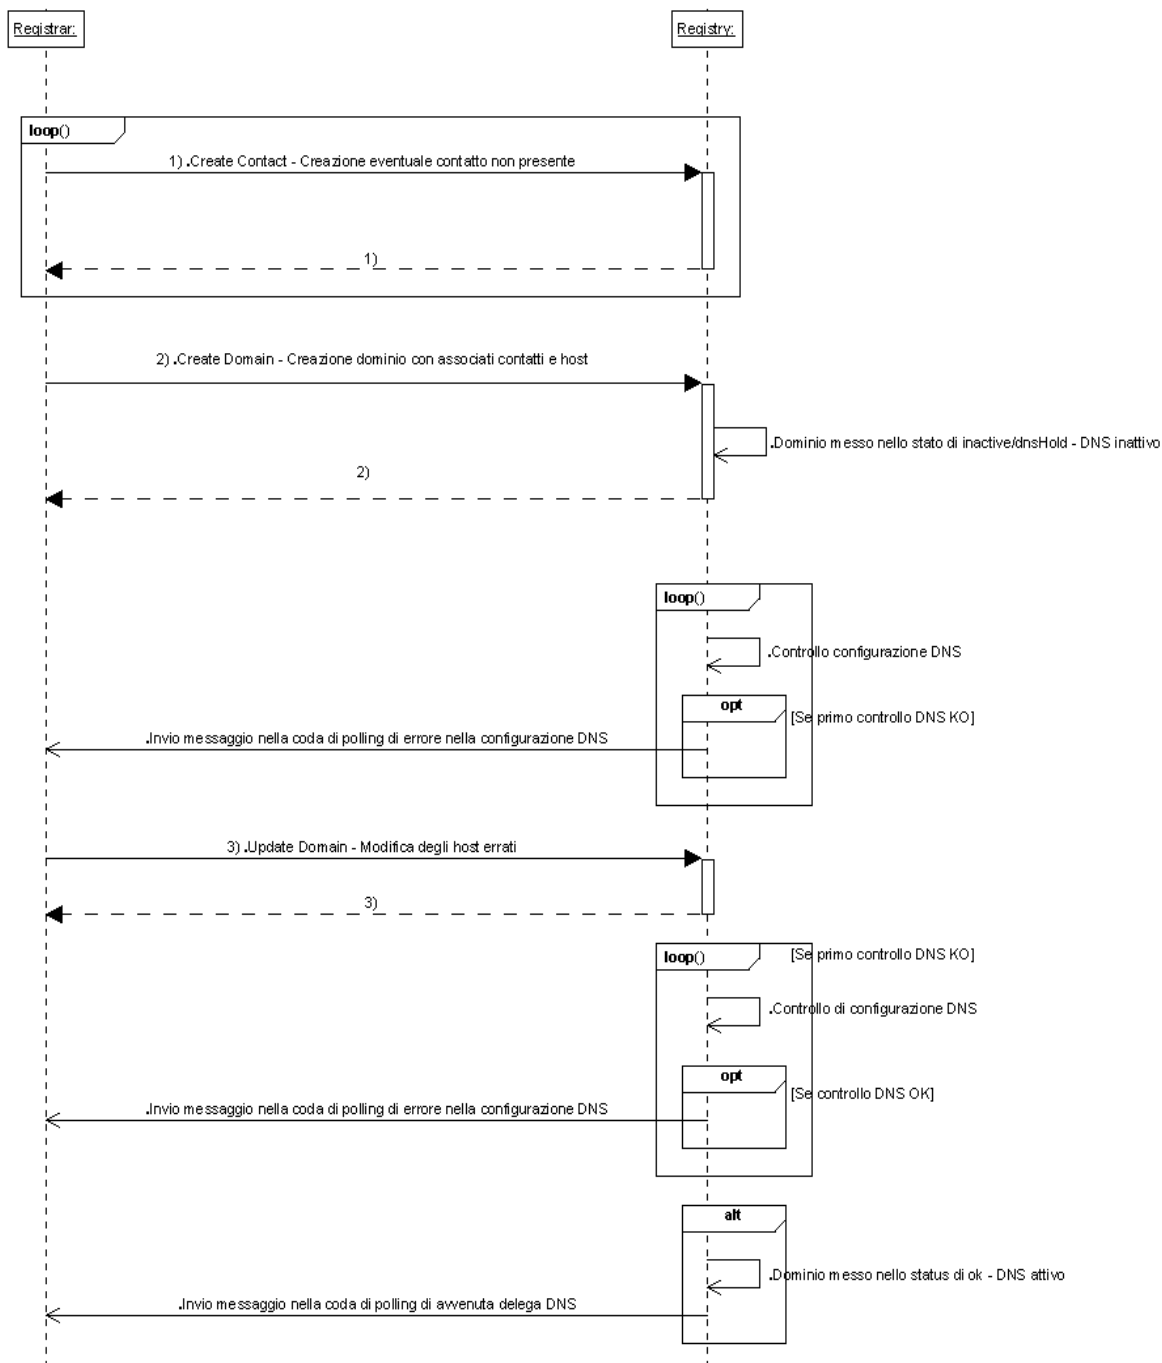 Registrar:
Registry:
loop()
1) .Create Contact - Creazione eventuale contatto non presente
1)
2) .Create Domain - Creazione dominio con associati contatti e host
.Dominio messo nello stato di inactive/dnsHold - DNS inattivo
2)
loop()
.Controllo configurazione DNS
opt
[Se primo controllo DNS KO]
.Invio messaggio nella coda di polling di errore nella configurazione DNS
3) .Update Domain - Modifica degli host errati
3)
loop()
[Se primo controllo DNS KO]
.Controllo di configurazione DNS
opt
[Se controllo DNS OK]
.Invio messaggio nella coda di polling di errore nella configurazione DNS
alt
.Dominio messo nello status di ok - DNS attivo
.Invio messaggio nella coda di polling di avvenuta delega DNS